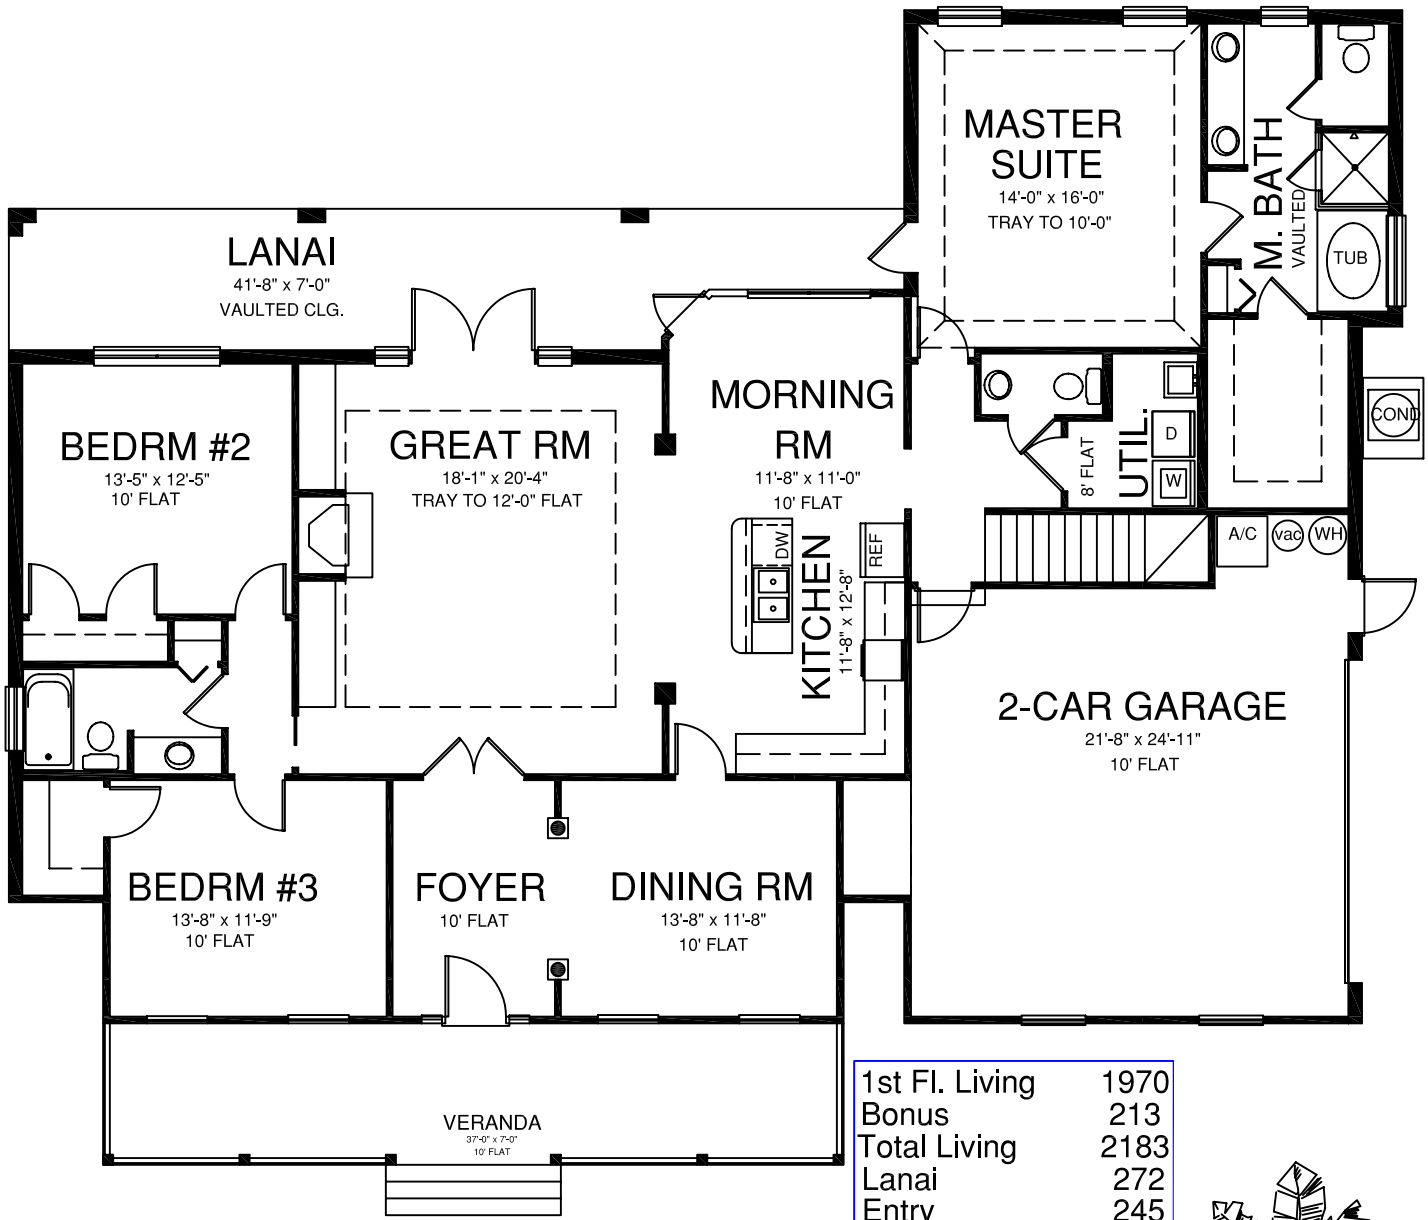 MASTER
SUITE
14'-0" x 16'-0"
TRAY TO 10'-0"
M. BATH
VAULTED
TUB
LANAI
41'-8" x 7'-0"
VAULTED CLG.
COND
BEDRM #2
13'-5" x 12'-5"
10' FLAT
GREAT RM
18'-1" x 20'-4"
TRAY TO 12'-0" FLAT
MORNING
RM
11'-8" x 11'-0"
10' FLAT
8' FLAT
UTIL.
D
W
A/C
vac
WH
DW
REF
KITCHEN
11'-8" x 12'-8"
2-CAR GARAGE
21'-8" x 24'-11"
10' FLAT
BEDRM #3
13'-8" x 11'-9"
10' FLAT
FOYER
10' FLAT
DINING RM
13'-8" x 11'-8"
10' FLAT
VERANDA
37'-0" x 7'-0"
10' FLAT
1st Fl. Living 1970
Bonus 213
Total Living 2183
Lanai 272
Entry 245